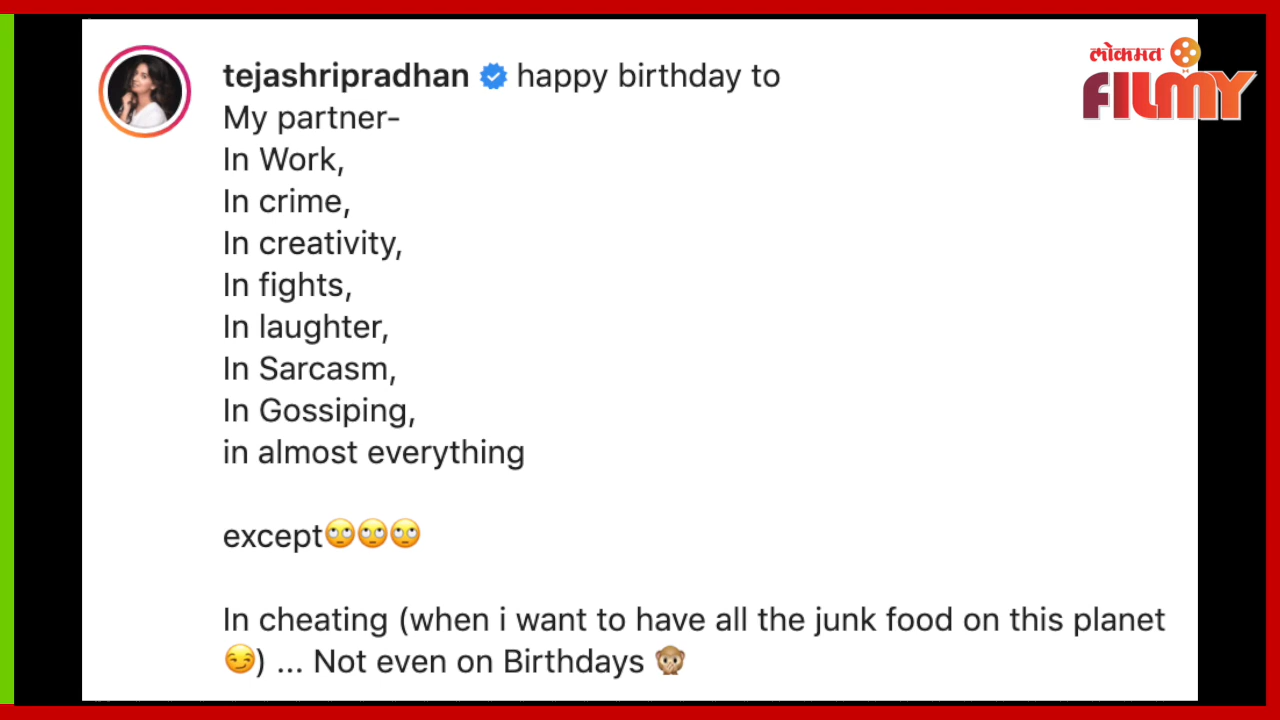 tejashripradhan happy birthday to
My partner-
In Work,
In crime,
In creativity,
In fights,
In laughter,
In Sarcasm,
In Gossiping,
in almost everything
except🙄🙄🙄
In cheating (when i want to have all the junk food on this planet
😏) ... Not even on Birthdays 🙊
लोकमत
FILMY